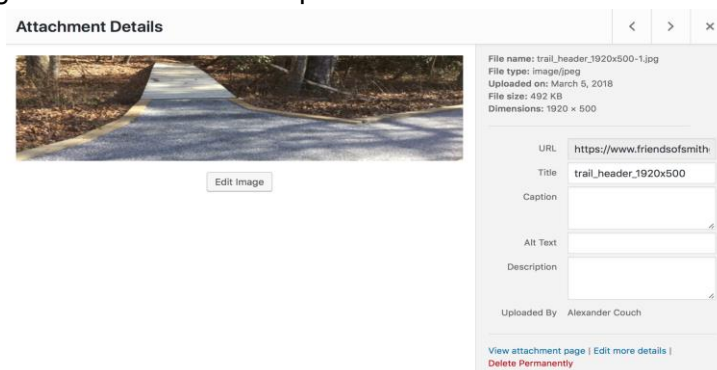 Attachment Details
File name: trail_header_1920x500-1.jpg
File type: image/jpeg
Uploaded on: March 5, 2018
File size: 492 KB
Dimensions: 1920 × 500
URL https://www.friendsofsmith
Title trail_header_1920x500
Caption
Alt Text
Description
Uploaded By Alexander Couch
View attachment page | Edit more details |
Delete Permanently
Edit Image